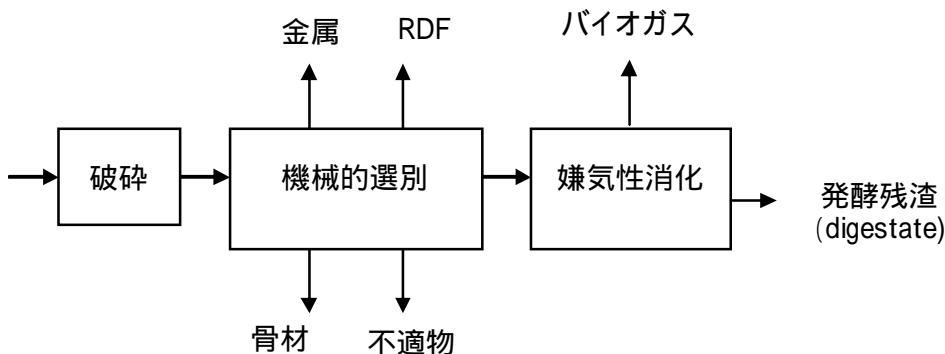 金属
RDF
バイオガス
破砕
機械的選別
嫌気性消化
発酵残渣
(digestate)
骨材
不適物